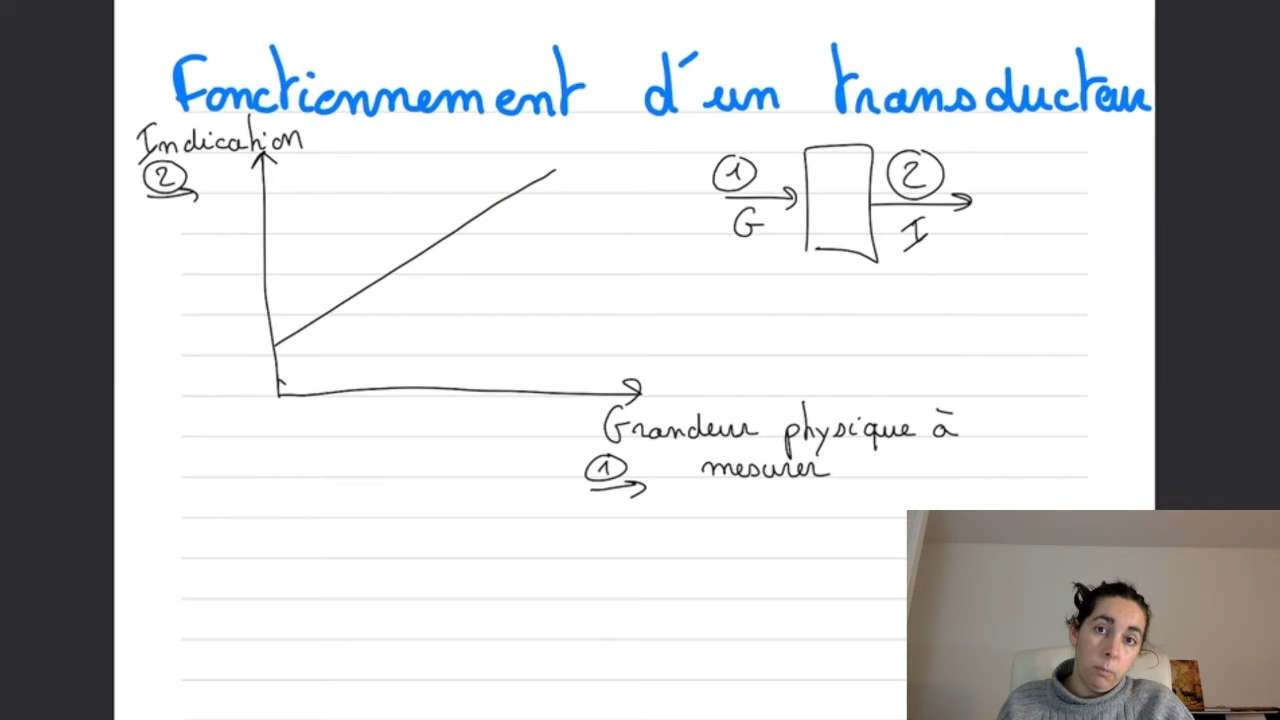 Fonctionnement d'un transducteur
Indication
2
1
G
2
I
Grandeur physique à
1
mesurer